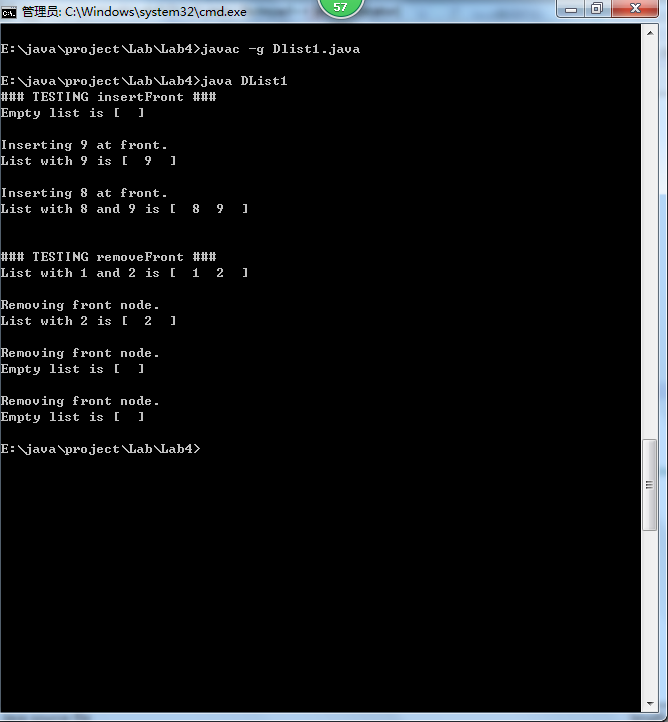 57
管理员: C:\Windows\system32\cmd.exe
E:\java\project\Lab\Lab4>javac -g Dlist1.java
E:\java\project\Lab\Lab4>java DList1
### TESTING insertFront ###
Empty list is [  ]
Inserting 9 at front.
List with 9 is [  9  ]
Inserting 8 at front.
List with 8 and 9 is [  8  9  ]
### TESTING removeFront ###
List with 1 and 2 is [  1  2  ]
Removing front node.
List with 2 is [  2  ]
Removing front node.
Empty list is [  ]
Removing front node.
Empty list is [  ]
E:\java\project\Lab\Lab4>